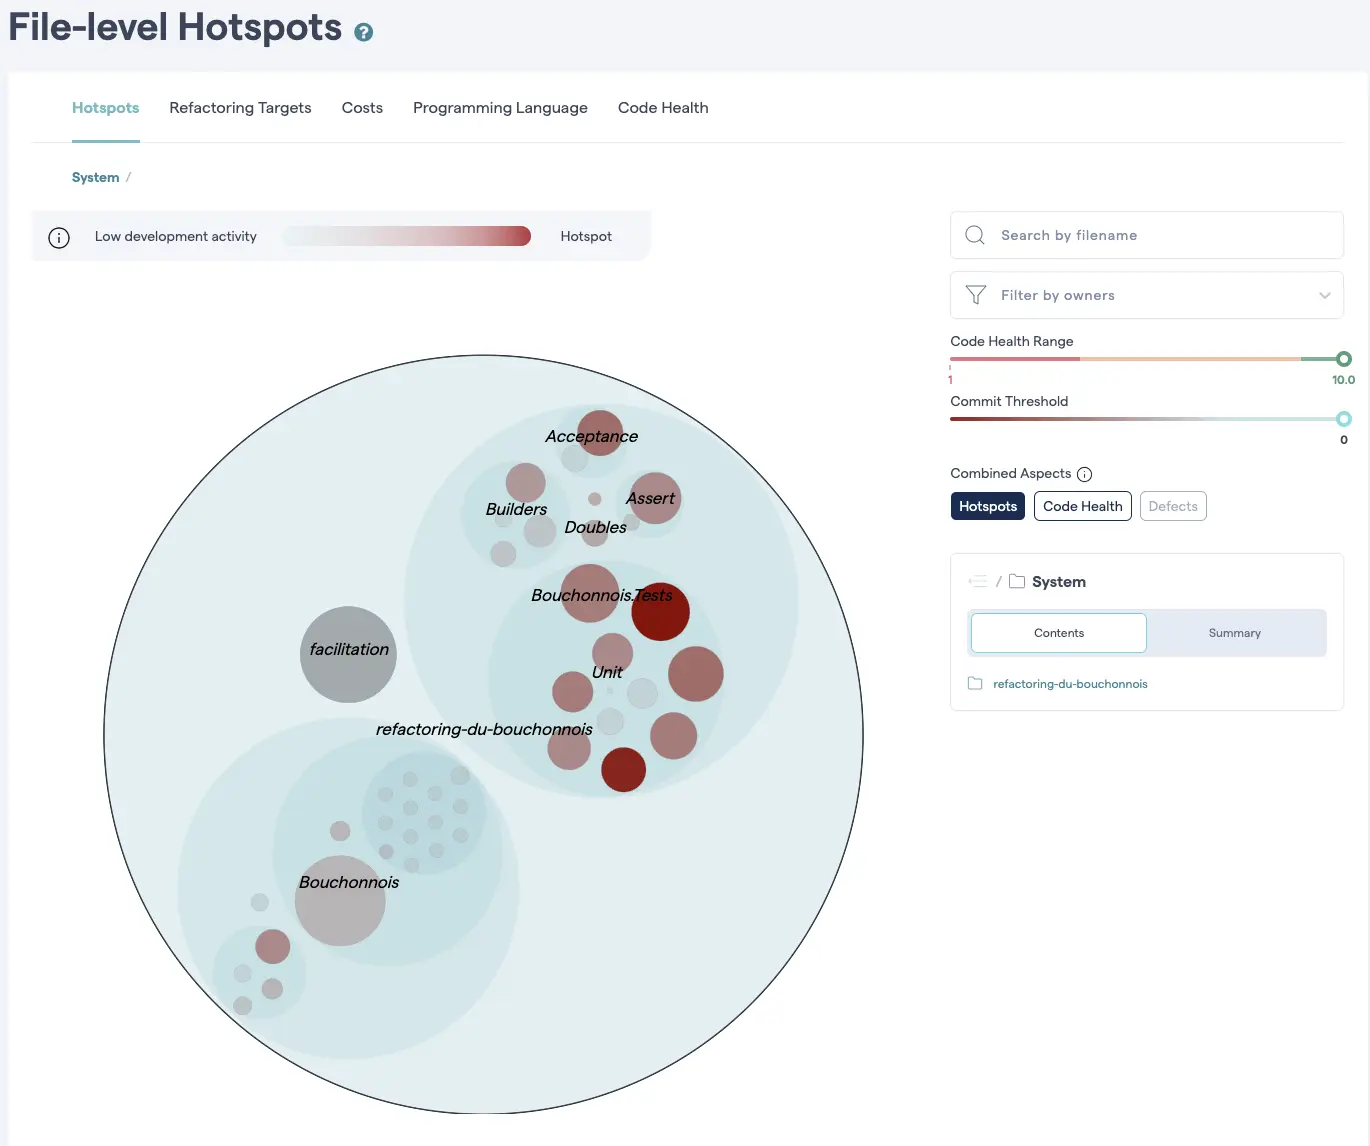 File-level Hotspots ?
Hotspots Refactoring Targets Costs Programming Language Code Health
System /
Low development activity Hotspot
Search by filename
Filter by owners
Code Health Range
1 10.0
Commit Threshold
0
Combined Aspects
Hotspots Code Health Defects
/ System
Contents Summary
refactoring-du-bouchonnois
Acceptance
Builders
Assert
Doubles
Bouchonnois.Tests
facilitation
Unit
refactoring-du-bouchonnois
Bouchonnois